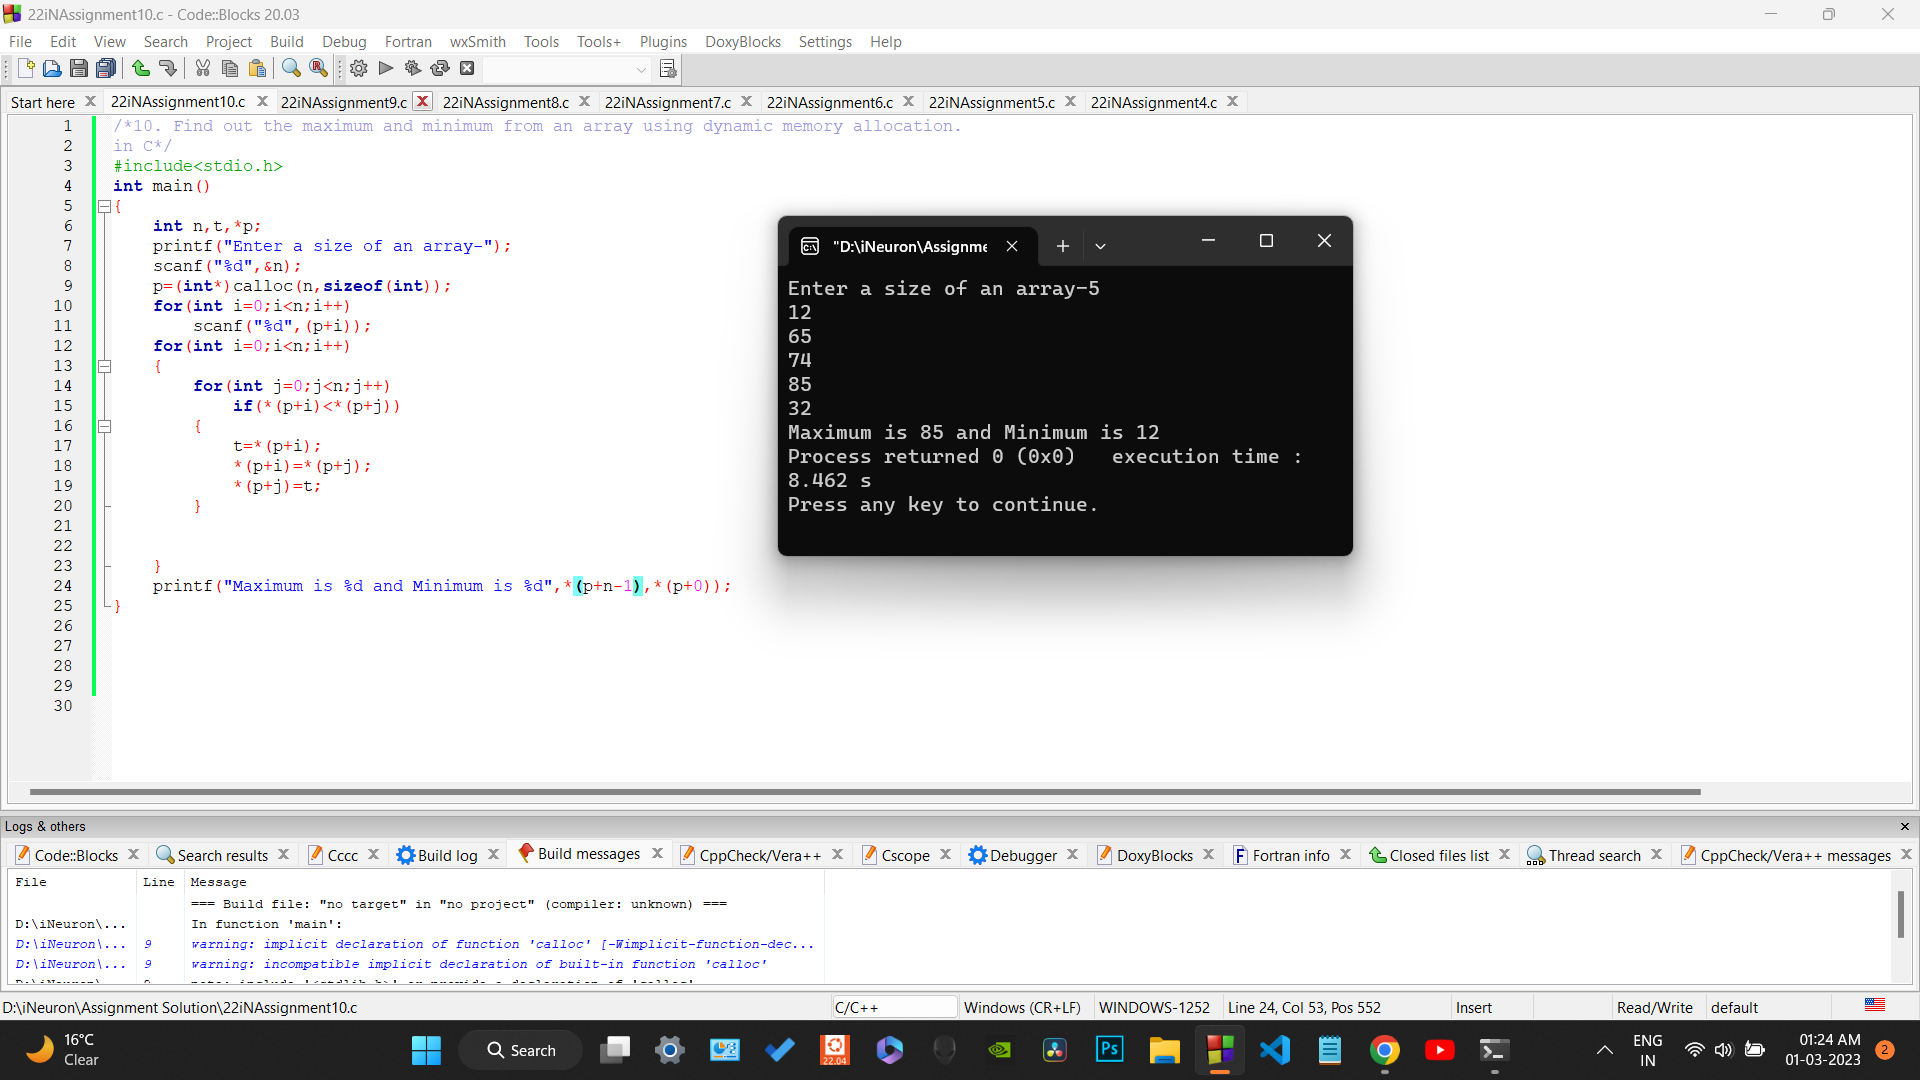 22iNAssignment10.c - Code::Blocks 20.03
File Edit View Search Project Build Debug Fortran wxSmith Tools Tools+ Plugins DoxyBlocks Settings Help
Start here 22iNAssignment10.c 22iNAssignment9.c 22iNAssignment8.c 22iNAssignment7.c 22iNAssignment6.c 22iNAssignment5.c 22iNAssignment4.c
1 /*10. Find out the maximum and minimum from an array using dynamic memory allocation.
2 in C*/
3 #include<stdio.h>
4 int main()
5 {
6 int n,t,*p;
7 printf("Enter a size of an array-");
8 scanf("%d",&n);
9 p=(int*)calloc(n,sizeof(int));
10 for(int i=0;i<n;i++)
11 scanf("%d",(p+i));
12 for(int i=0;i<n;i++)
13 {
14 for(int j=0;j<n;j++)
15 if(*(p+i)<*(p+j))
16 {
17 t=*(p+i);
18 *(p+i)=*(p+j);
19 *(p+j)=t;
20 }
21
22
23 }
24 printf("Maximum is %d and Minimum is %d",*(p+n-1),*(p+0));
25 }
26
27
28
29
30
"D:\iNeuron\Assignme
Enter a size of an array-5
12
65
74
85
32
Maximum is 85 and Minimum is 12
Process returned 0 (0x0)   execution time :
8.462 s
Press any key to continue.
Logs & others
Code::Blocks Search results Cccc Build log Build messages CppCheck/Vera++ Cscope Debugger DoxyBlocks Fortran info Closed files list Thread search CppCheck/Vera++ messages
File Line Message
=== Build file: "no target" in "no project" (compiler: unknown) ===
D:\iNeuron\... In function 'main':
D:\iNeuron\... 9 warning: implicit declaration of function 'calloc' [-Wimplicit-function-dec...
D:\iNeuron\... 9 warning: incompatible implicit declaration of built-in function 'calloc'
D:\iNeuron\Assignment Solution\22iNAssignment10.c C/C++ Windows (CR+LF) WINDOWS-1252 Line 24, Col 53, Pos 552 Insert Read/Write default
16°C
Clear
Search
22.04
Ps
ENG
IN
01:24 AM
01-03-2023
2